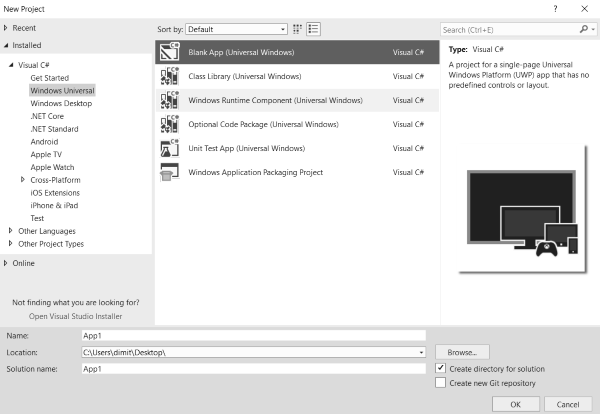 New Project
Recent
Sort by: Default
Search (Ctrl+E)
Installed
Visual C#
Get Started
Windows Universal
Windows Desktop
.NET Core
.NET Standard
Android
Apple TV
Apple Watch
Cross-Platform
iOS Extensions
iPhone & iPad
Test
Other Languages
Other Project Types
Online
Not finding what you are looking for?
Open Visual Studio Installer
Blank App (Universal Windows) Visual C#
Class Library (Universal Windows) Visual C#
Windows Runtime Component (Universal Windows) Visual C#
Optional Code Package (Universal Windows) Visual C#
Unit Test App (Universal Windows) Visual C#
Windows Application Packaging Project Visual C#
Type: Visual C#
A project for a single-page Universal
Windows Platform (UWP) app that has no
predefined controls or layout.
Name: App1
Location: C:\Users\dimit\Desktop\
Browse...
Solution name: App1
Create directory for solution
Create new Git repository
OK Cancel